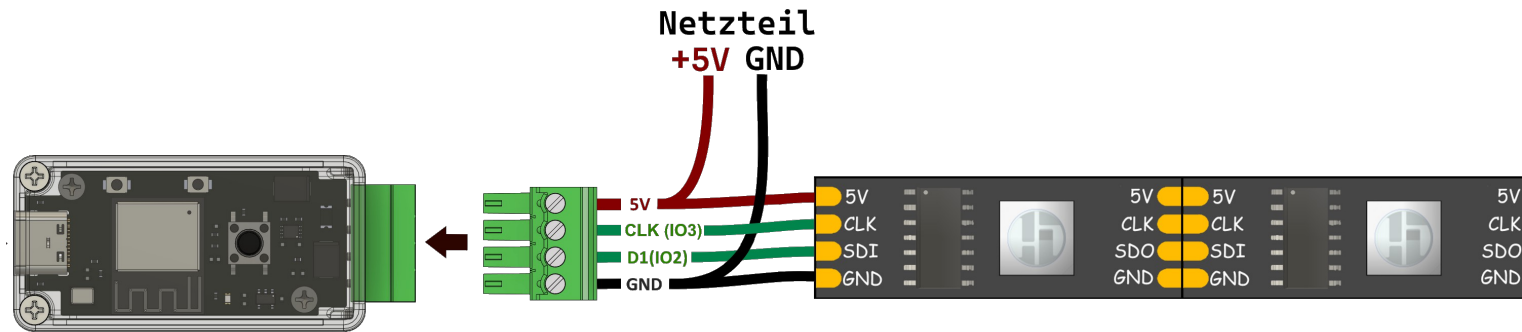 Netzteil
+5V GND
5V
CLK (IO3)
D1(IO2)
GND
5V
CLK
SDI
GND
5V
CLK
SDO
GND
5V
CLK
SDI
GND
5V
CLK
SDO
GND